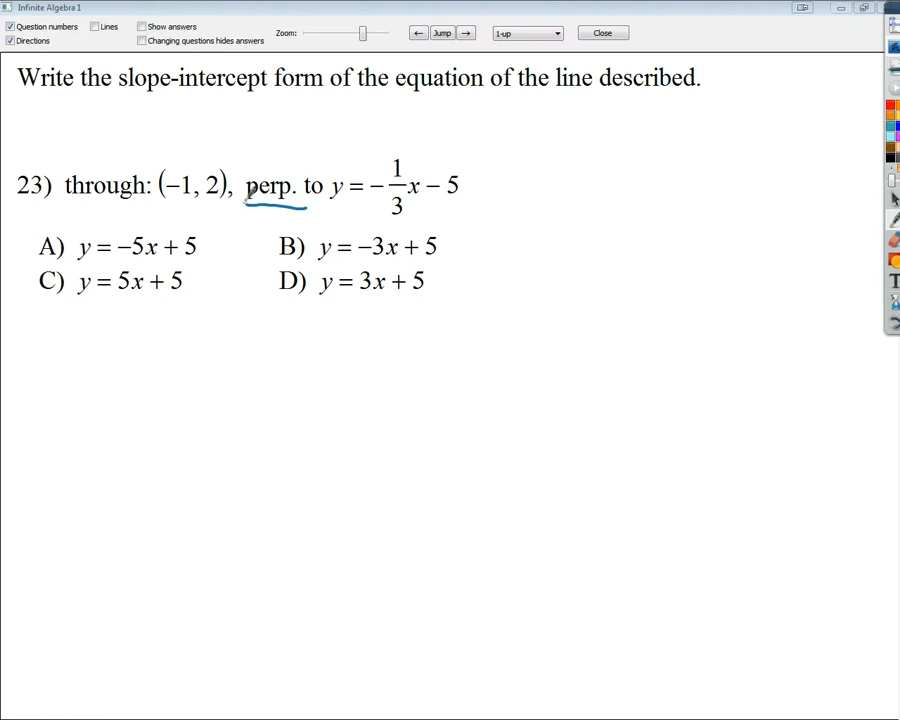 Infinite Algebra 1
Question numbers Lines Show answers
Directions Changing questions hides answers
Zoom: ← Jump → 1-up Close
Write the slope-intercept form of the equation of the line described.
23) through: (−1, 2), perp. to y = −1/3x − 5
A) y = −5x + 5 B) y = −3x + 5
C) y = 5x + 5 D) y = 3x + 5
T